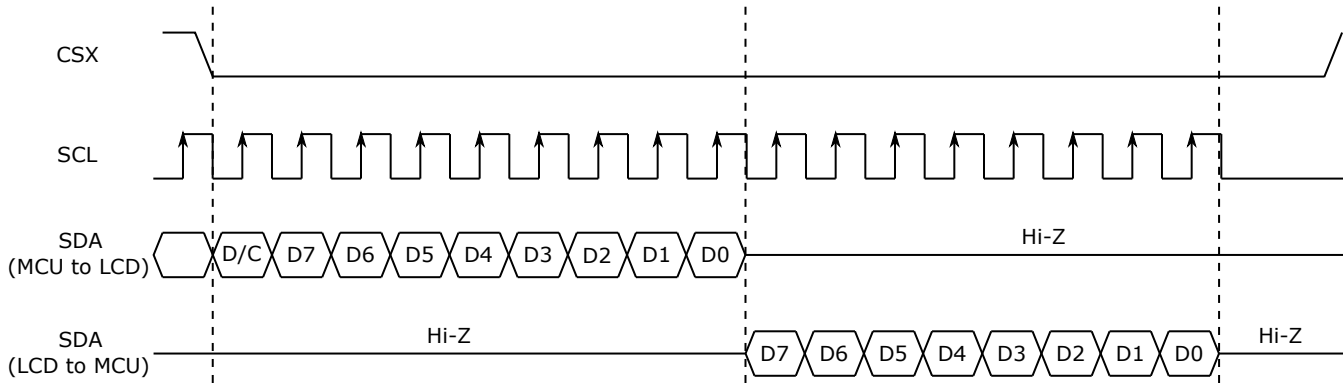 CSX
SCL
SDA
(MCU to LCD)
D/C D7 D6 D5 D4 D3 D2 D1 D0
Hi-Z
SDA
(LCD to MCU)
Hi-Z
D7 D6 D5 D4 D3 D2 D1 D0
Hi-Z